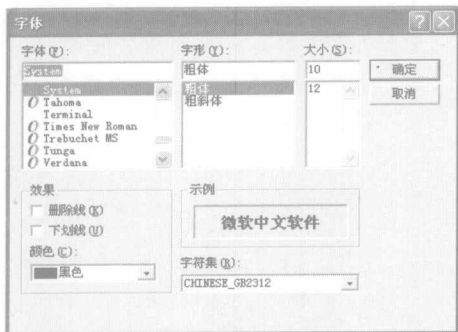 字体
字体(F): 字形(Y): 大小(S):
System 粗体 10 确定
System 粗体 12 取消
Tahoma 粗斜体
Terminal
Times New Roman
Trebuchet MS
Tunga
Verdana
效果 示例
删除线(K)
下划线(U) 微软中文软件
颜色(C):
黑色 字符集(R):
CHINESE_GB2312